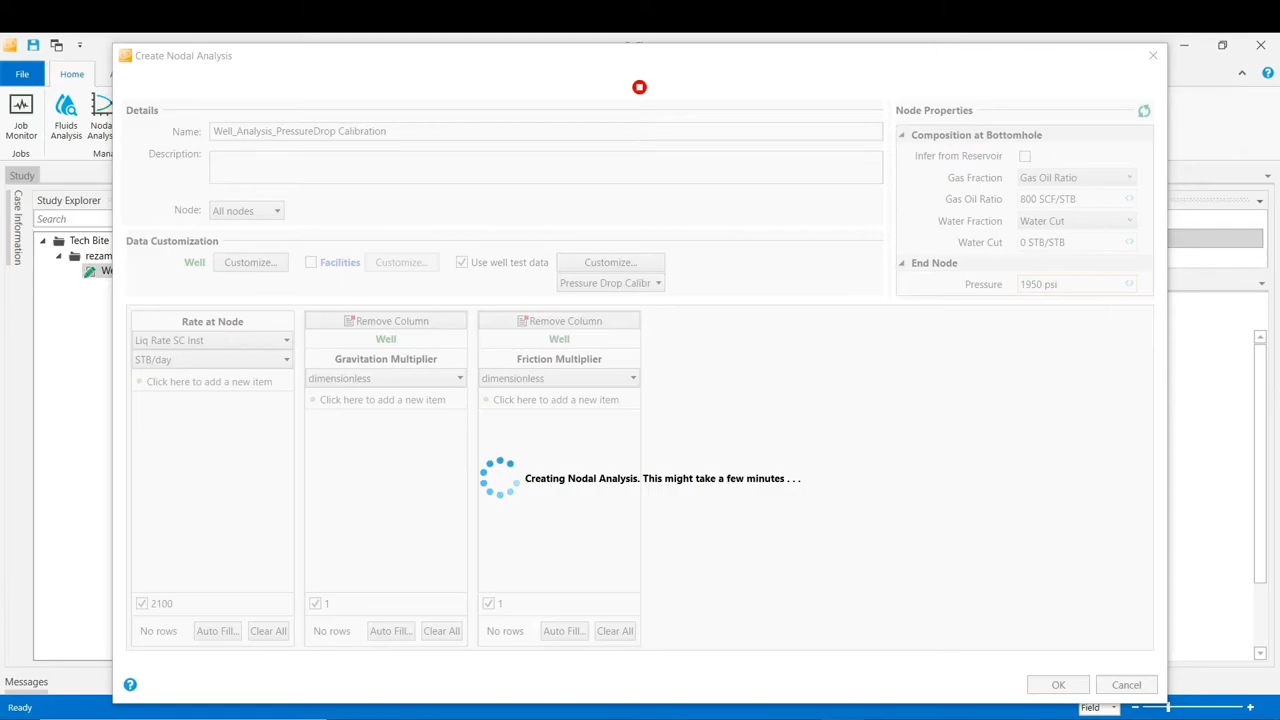 Create Nodal Analysis
File
Home
Job Monitor
Fluids Analysis
Noda
Analys
Jobs
Mana
Study
Case Information
Study Explorer
Search
Tech Bite
rezam
We
Details
Name:
Well_Analysis_PressureDrop Calibration
Description:
Node:
All nodes
Data Customization
Well
Customize...
Facilities
Customize...
Use well test data
Customize...
Pressure Drop Calibr
Node Properties
Composition at Bottomhole
Infer from Reservoir
Gas Fraction
Gas Oil Ratio
Gas Oil Ratio
800 SCF/STB
Water Fraction
Water Cut
Water Cut
0 STB/STB
End Node
Pressure
1950 psi
Rate at Node
Liq Rate SC Inst
STB/day
Click here to add a new item
2100
No rows
Auto Fill...
Clear All
Remove Column
Well
Gravitation Multiplier
dimensionless
Click here to add a new item
1
No rows
Auto Fill...
Clear All
Remove Column
Well
Friction Multiplier
dimensionless
Click here to add a new item
1
No rows
Auto Fill...
Clear All
Creating Nodal Analysis. This might take a few minutes . . .
OK
Cancel
Messages
Ready
Field